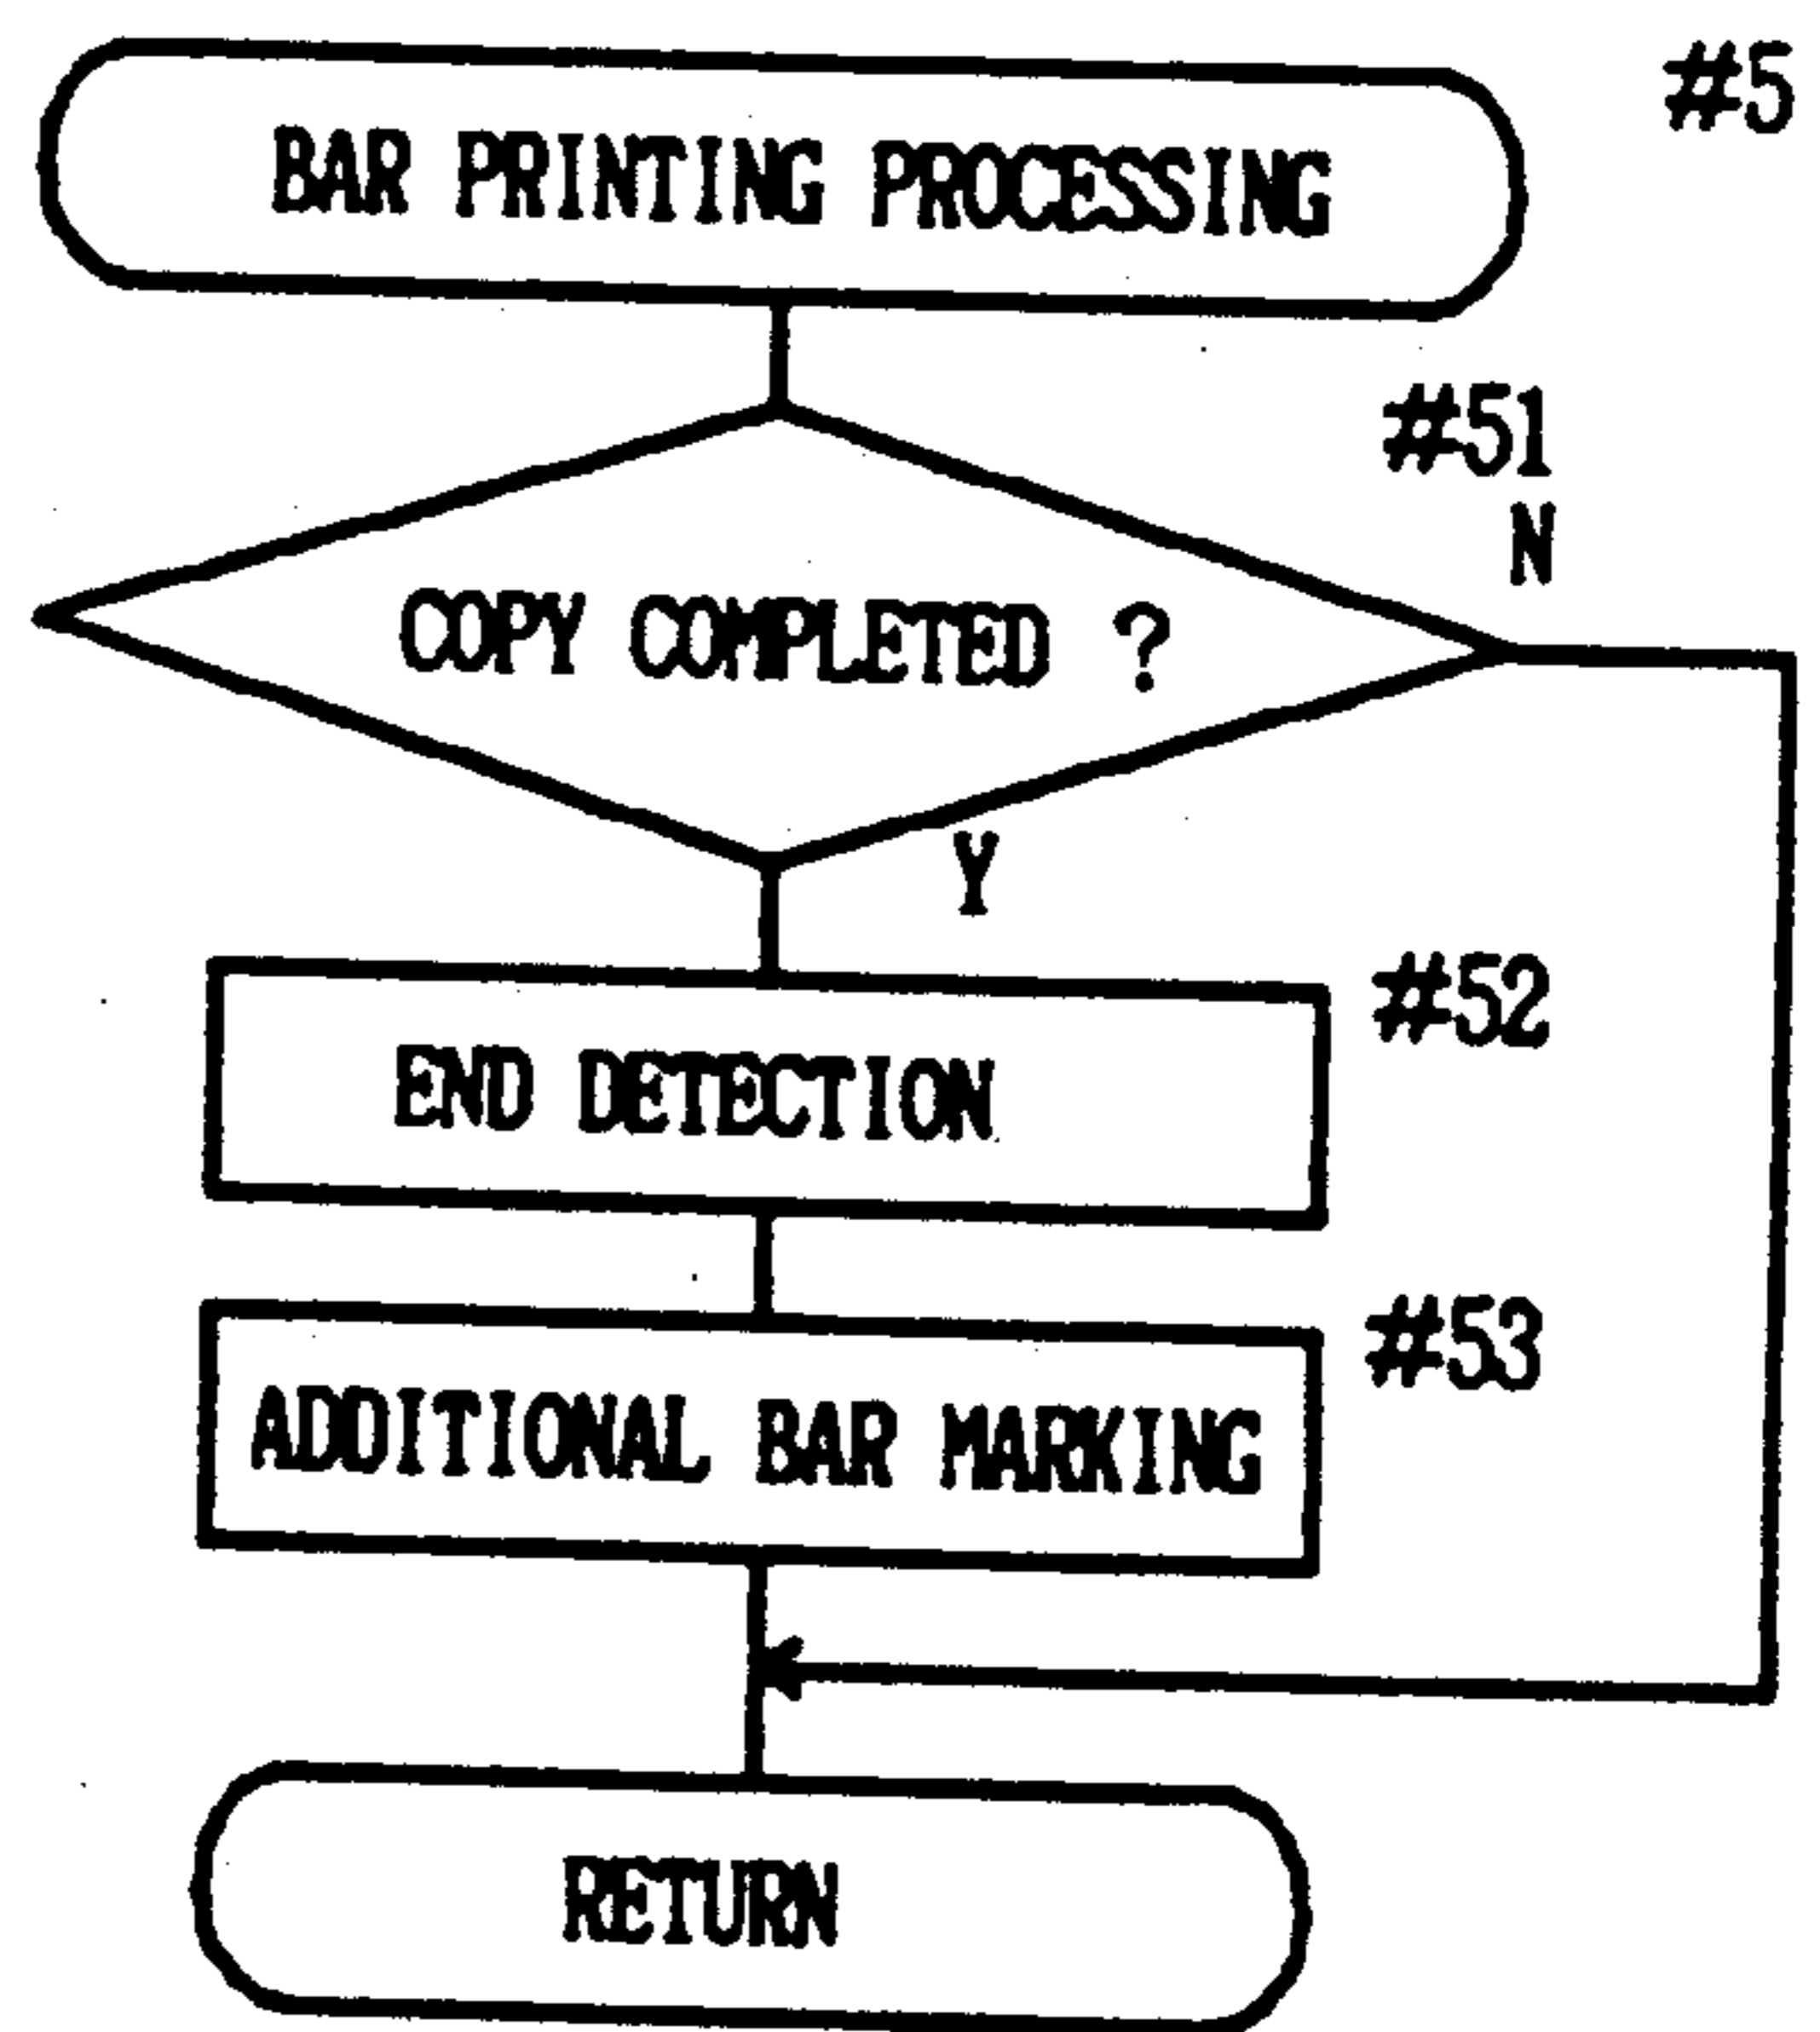 #5
BAR PRINTING PROCESSING
#51
N
COPY COMPLETED ?
Y
#52
END DETECTION
#53
ADDITIONAL BAR MARKING
RETURN